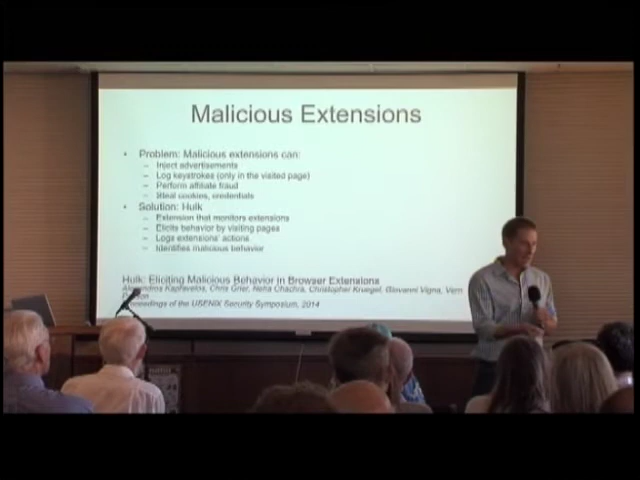 Malicious Extensions
• Problem: Malicious extensions can:
– Inject advertisements
– Log keystrokes (only in the visited page)
– Perform affiliate fraud
– Steal cookies, credentials
• Solution: Hulk
– Extension that monitors extensions
– Elicits behavior by visiting pages
– Logs extensions' actions
– Identifies malicious behavior
Hulk: Eliciting Malicious Behavior in Browser Extensions
Alexandros Kapravelos, Chris Grier, Neha Chachra, Christopher Kruegel, Giovanni Vigna, Vern
Paxson
Proceedings of the USENIX Security Symposium, 2014